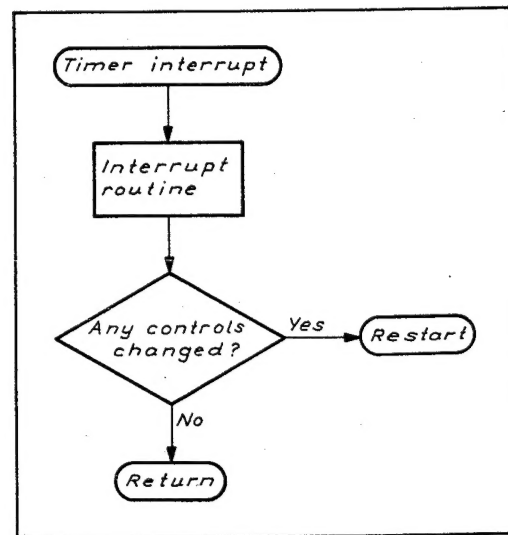 Timer interrupt
Interrupt
routine
Any controls
changed?
Yes
Restart
No
Return